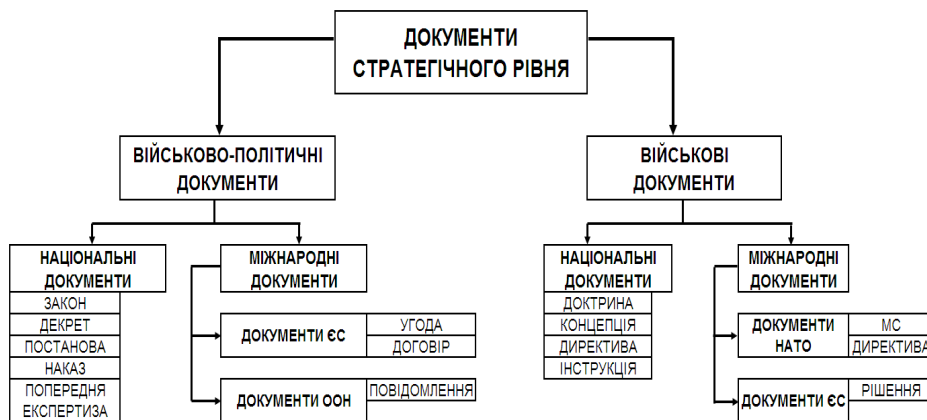 ДОКУМЕНТИ
СТРАТЕГІЧНОГО РІВНЯ
ВІЙСЬКОВО-ПОЛІТИЧНІ
ДОКУМЕНТИ
ВІЙСЬКОВІ
ДОКУМЕНТИ
НАЦІОНАЛЬНІ
ДОКУМЕНТИ
ЗАКОН
ДЕКРЕТ
ПОСТАНОВА
НАКАЗ
ПОПЕРЕДНЯ
ЕКСПЕРТИЗА
МІЖНАРОДНІ
ДОКУМЕНТИ
ДОКУМЕНТИ ЄС
УГОДА
ДОГОВІР
ДОКУМЕНТИ ООН
ПОВІДОМЛЕННЯ
НАЦІОНАЛЬНІ
ДОКУМЕНТИ
ДОКТРИНА
КОНЦЕПЦІЯ
ДИРЕКТИВА
ІНСТРУКЦІЯ
МІЖНАРОДНІ
ДОКУМЕНТИ
ДОКУМЕНТИ
НАТО
МС
ДИРЕКТИВА
ДОКУМЕНТИ ЄС
РІШЕННЯ